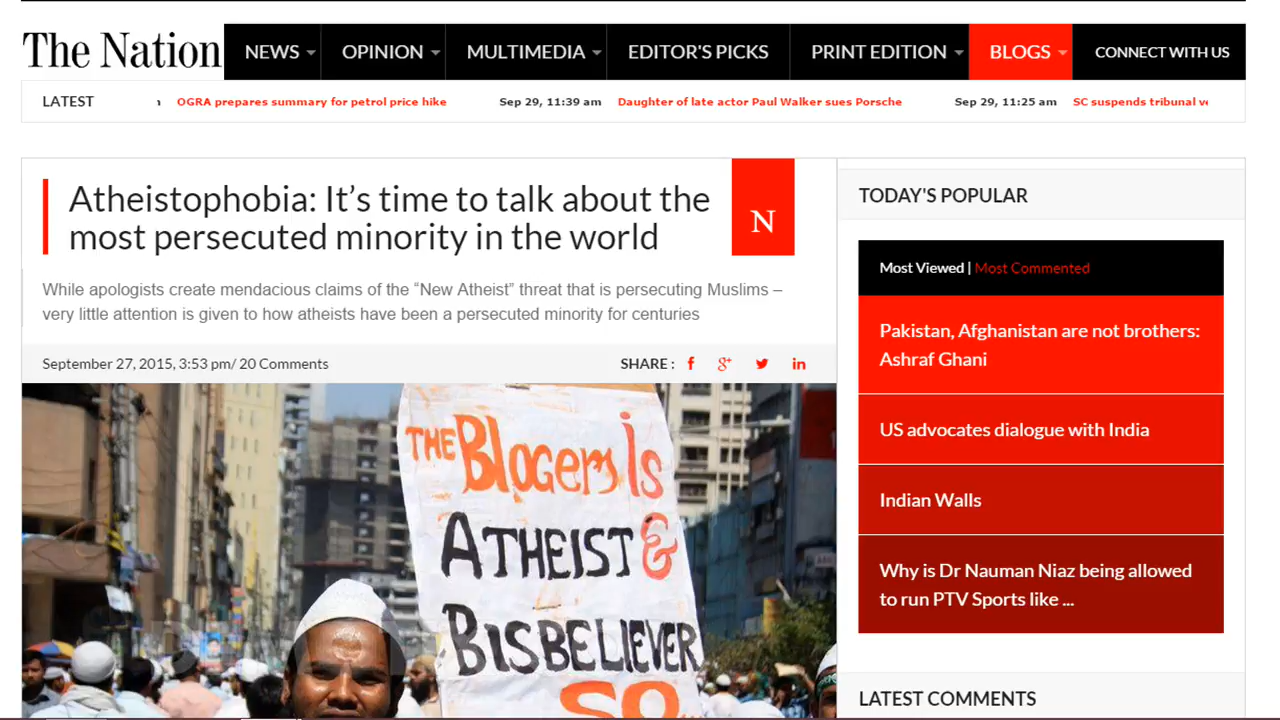 The Nation
NEWS OPINION MULTIMEDIA EDITOR'S PICKS PRINT EDITION BLOGS CONNECT WITH US
LATEST OGRA prepares summary for petrol price hike Sep 29, 11:39 am Daughter of late actor Paul Walker sues Porsche Sep 29, 11:25 am SC suspends tribunal
Atheistophobia: It's time to talk about the
most persecuted minority in the world
N
While apologists create mendacious claims of the “New Atheist” threat that is persecuting Muslims –
very little attention is given to how atheists have been a persecuted minority for centuries
September 27, 2015, 3:53 pm/ 20 Comments SHARE :
THE Blogers is
ATHEIST &
BISBELIEVER
SO
TODAY'S POPULAR
Most Viewed | Most Commented
Pakistan, Afghanistan are not brothers:
Ashraf Ghani
US advocates dialogue with India
Indian Walls
Why is Dr Nauman Niaz being allowed
to run PTV Sports like ...
LATEST COMMENTS